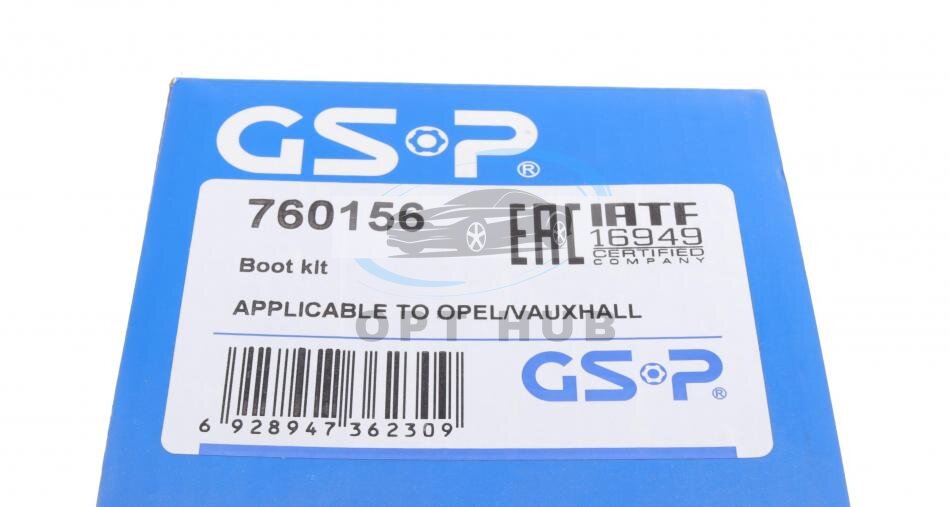 GSP®
760156
EAC
IATF
16949
CERTIFIED
COMPANY
Boot kit
APPLICABLE TO OPEL/VAUXHALL
OPT HUB
GSP®
6 928947 362309